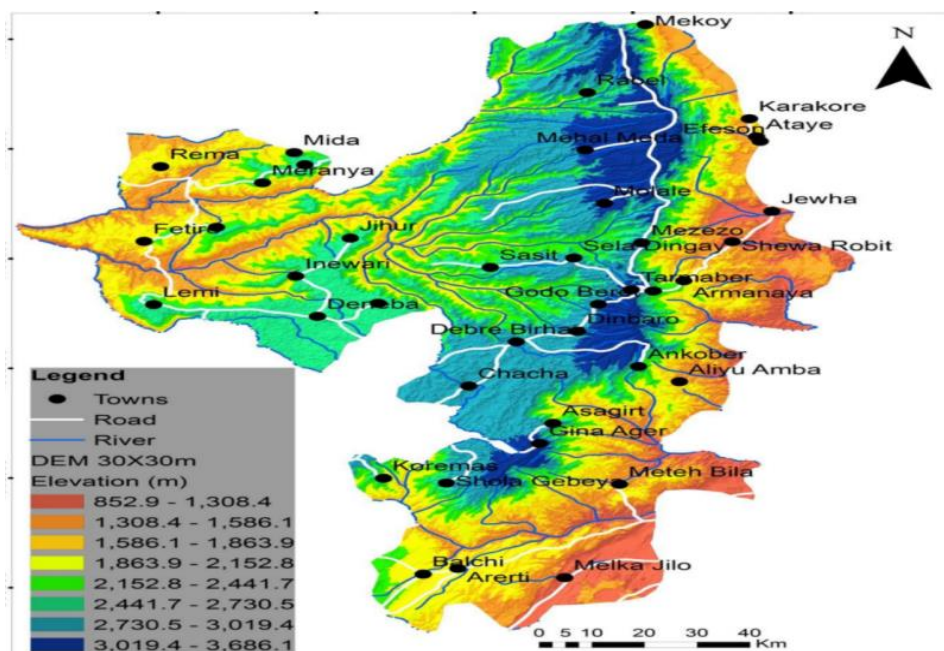 N
Mekoy
Rabel
Karakore
Efeson
Ataye
Mehal Meda
Mida
Rema
Meranya
Molale
Jewha
Fetira
Jihur
Mezezo
Sela Dingay
Shewa Robit
Sasit
Inewari
Tarmaber
Lemi
Deneba
Godo Bere
Armanaya
Debre Birha
Dinbaro
Ankober
Aliyu Amba
Chacha
Asagirt
Gina Ager
Koremas
Shola Gebey
Meteh Bila
Balchi
Arerti
Melka Jilo
Legend
Towns
Road
River
DEM 30X30m
Elevation (m)
852.9 - 1,308.4
1,308.4 - 1,586.1
1,586.1 - 1,863.9
1,863.9 - 2,152.8
2,152.8 - 2,441.7
2,441.7 - 2,730.5
2,730.5 - 3,019.4
3,019.4 - 3,686.1
0 5 10 20 30 40
Km